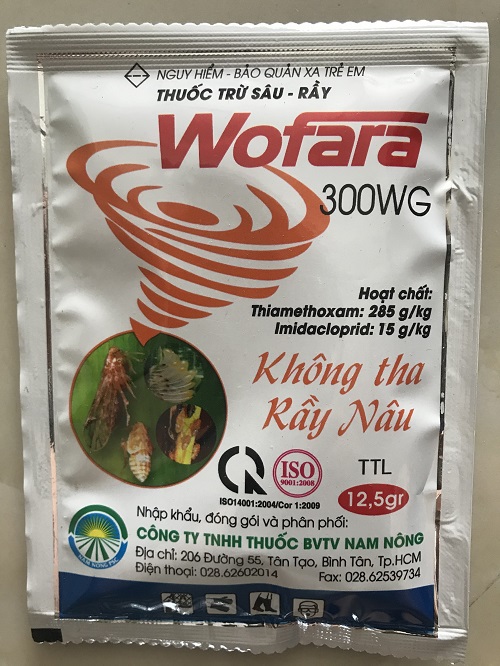 NGUY HIỂM - BẢO QUẢN XA TRẺ EM
THUỐC TRỪ SÂU - RẦY
Wofara
300WG
Hoạt chất:
Thiamethoxam: 285 g/kg
Imidacloprid: 15 g/kg
Không tha
Rầy Nâu
ISO
9001:2008
TTL
12,5gr
ISO14001:2004/Cor 1:2009
Nhập khẩu, đóng gói và phân phối:
CÔNG TY TNHH THUỐC BVTV NAM NÔNG
Địa chỉ: 206 Đường 55, Tân Tạo, Bình Tân, Tp.HCM
Điện thoại: 028.62602014 Fax: 028.62539734